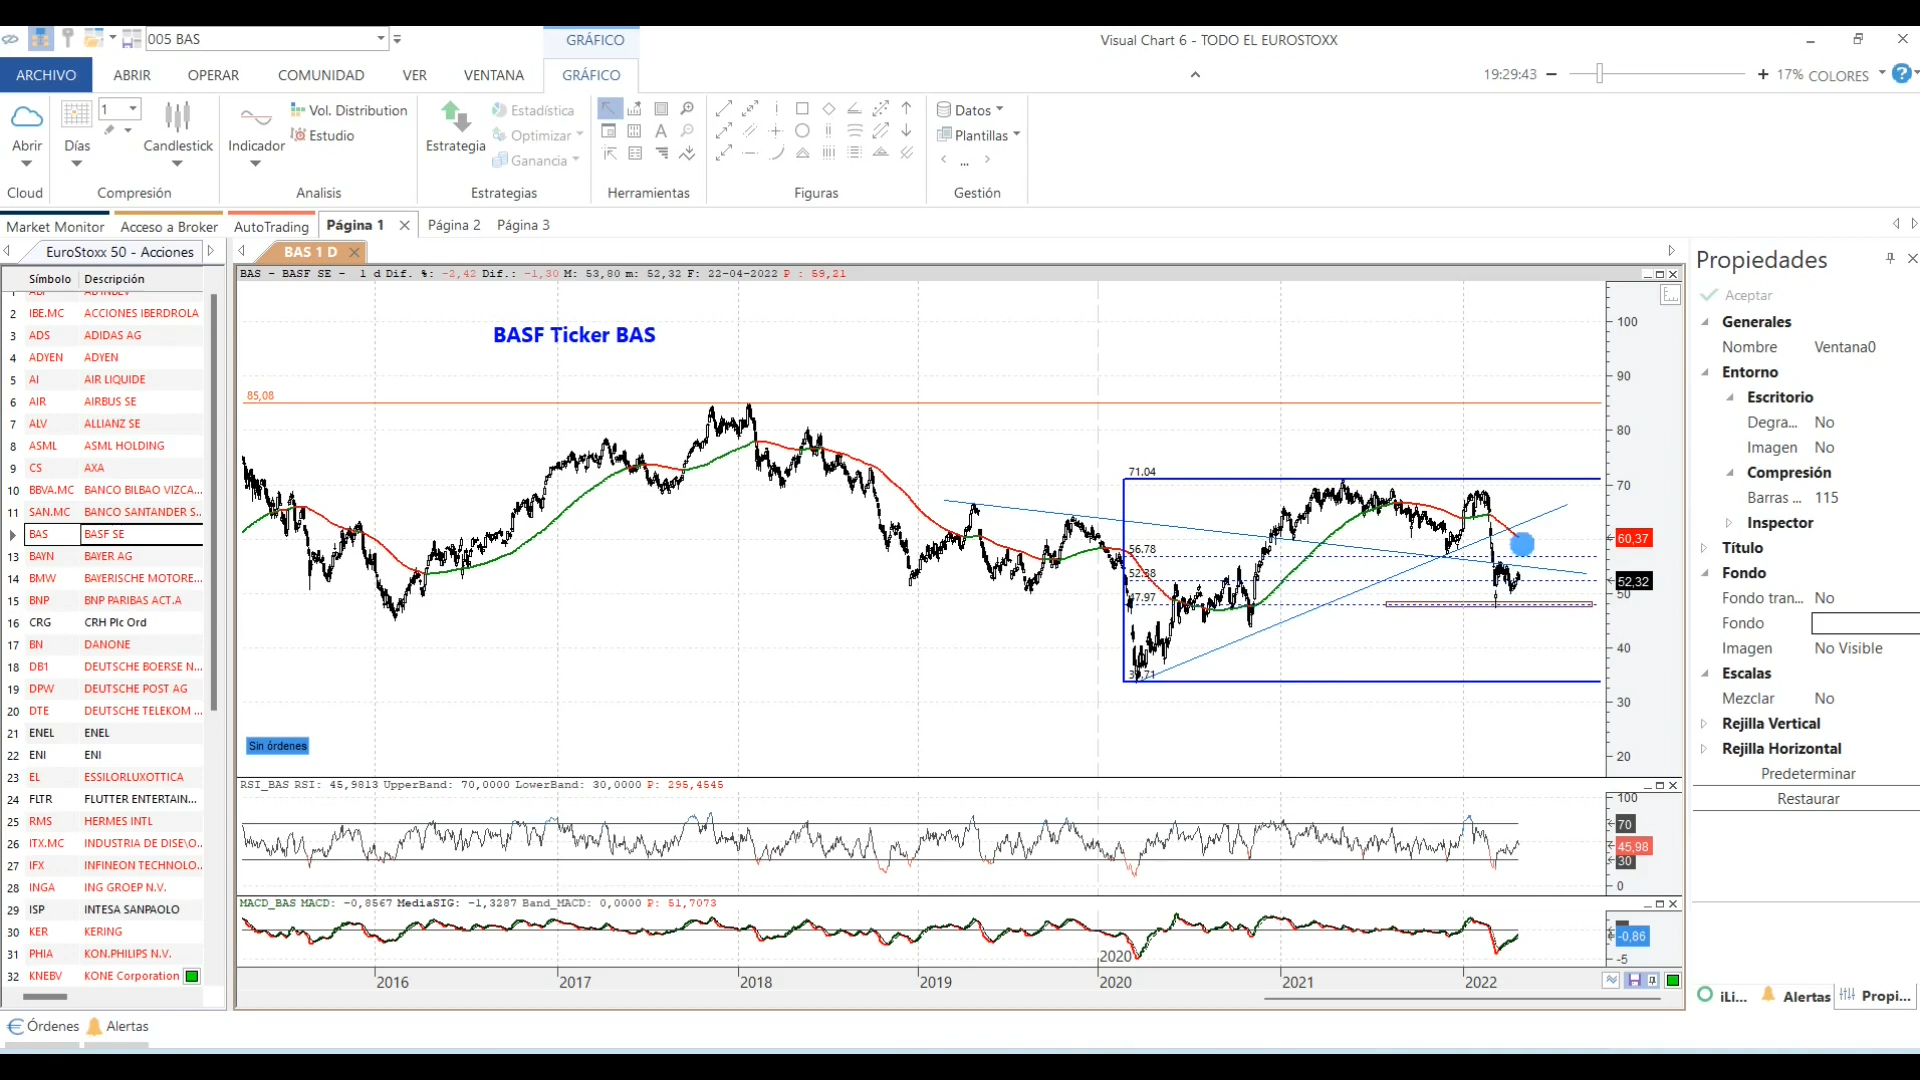 005 BAS
GRÁFICO
Visual Chart 6 - TODO EL EUROSTOXX
ARCHIVO ABRIR OPERAR COMUNIDAD VER VENTANA GRÁFICO
19:29:43 17% COLORES
1
Vol. Distribution
Estadística
Datos
Estudio
Optimizar
Plantillas
Abrir Días Candlestick Indicador Estrategia
Ganancia
...
Cloud Compresión Analisis Estrategias Herramientas Figuras Gestión
Market Monitor Acceso a Broker AutoTrading Página 1 Página 2 Página 3
EuroStoxx 50 - Acciones
BAS 1 D
Símbolo Descripción
2 IBE.MC ACCIONES IBERDROLA
3 ADS ADIDAS AG
4 ADYEN ADYEN
5 AI AIR LIQUIDE
6 AIR AIRBUS SE
7 ALV ALLIANZ SE
8 ASML ASML HOLDING
9 CS AXA
10 BBVA.MC BANCO BILBAO VIZCA...
11 SAN.MC BANCO SANTANDER S..
BAS BASF SE
13 BAYN BAYER AG
14 BMW BAYERISCHE MOTORE...
15 BNP BNP PARIBAS ACT.A
16 CRG CRH Plc Ord
17 BN DANONE
18 DB1 DEUTSCHE BOERSE N...
19 DPW DEUTSCHE POST AG
20 DTE DEUTSCHE TELEKOM ...
21 ENEL ENEL
22 ENI ENI
23 EL ESSILORLUXOTTICA
24 FLTR FLUTTER ENTERTAIN...
25 RMS HERMES INTL
26 ITX.MC INDUSTRIA DE DISE\O..
27 IFX INFINEON TECHNOLO...
28 INGA ING GROEP N.V.
29 ISP INTESA SANPAOLO
30 KER KERING
31 PHIA KON.PHILIPS N.V.
32 KNEBV KONE Corporation
Órdenes Alertas
BAS - BASF SE - 1 d Dif. %: -2,42 Dif.: -1,30 M: 53,80 m: 52,32 F: 22-04-2022 P : 59,21
BASF Ticker BAS
85,08
71.04
56.78
52.38
47.97
Sin órdenes
100
90
80
70
60,37
52,32
50
40
30
20
RSI_BAS RSI: 45,9813 UpperBand: 70,0000 LowerBand: 30,0000 P: 295,4545
100
70
45,98
30
0
MACD_BAS MACD: -0,8567 MediaSIG: -1,3287 Band_MACD: 0,0000 P: 51,7073
-0,86
-5
2020
2016 2017 2018 2019 2020 2021 2022
Propiedades
Aceptar
Generales
Nombre Ventana0
Entorno
Escritorio
Degra... No
Imagen No
Compresión
Barras ... 115
Inspector
Título
Fondo
Fondo tran... No
Fondo
Imagen No Visible
Escalas
Mezclar No
Rejilla Vertical
Rejilla Horizontal
Predeterminar
Restaurar
iLi... Alertas Propi...